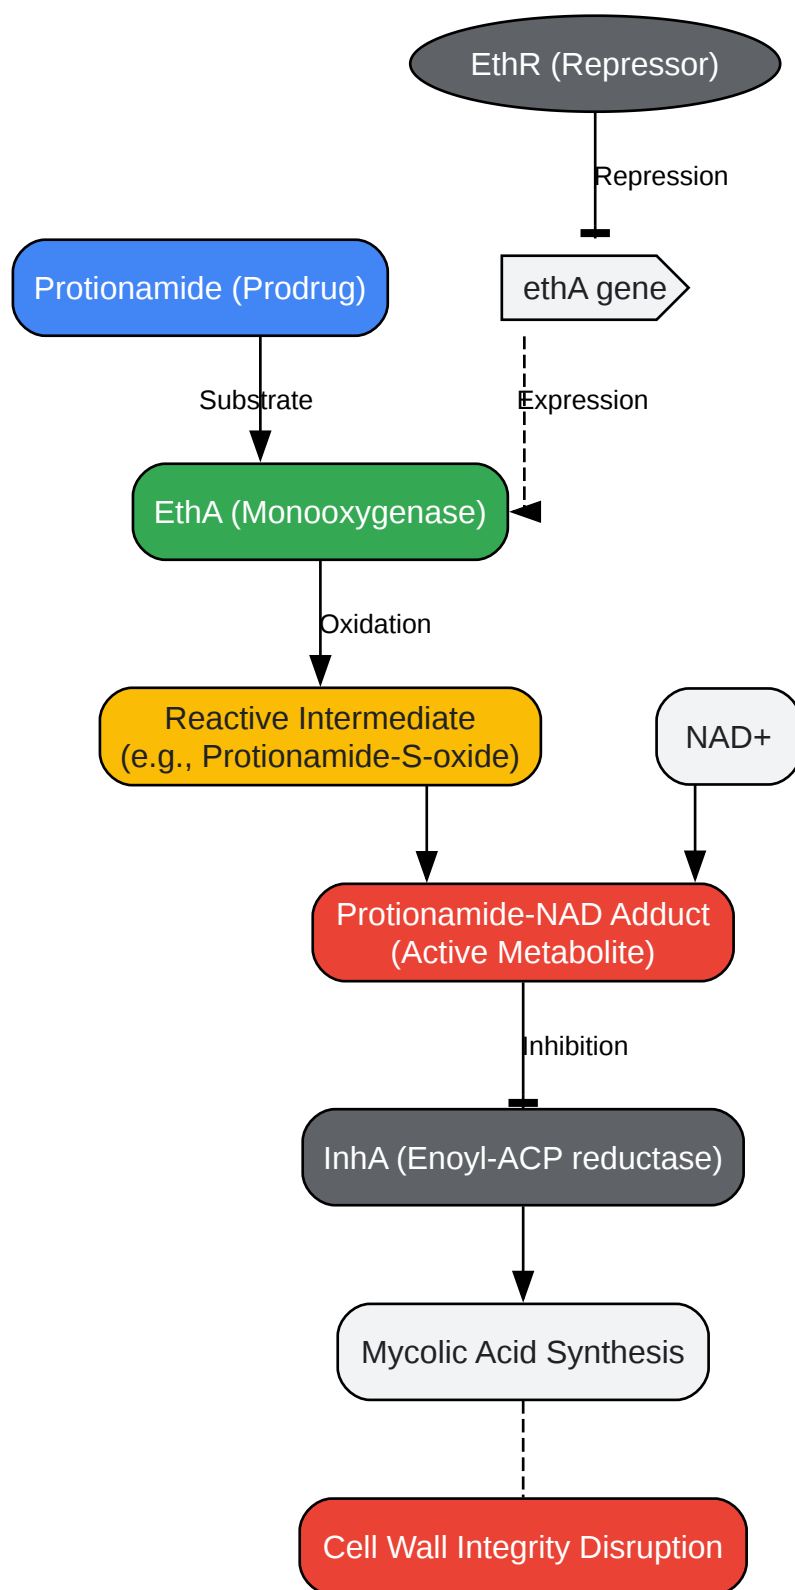 EthR (Repressor)
Repression
Protionamide (Prodrug)
ethA gene
Substrate
Expression
EthA (Monooxygenase)
Oxidation
Reactive Intermediate
(e.g., Protionamide-S-oxide)
NAD+
Protionamide-NAD Adduct
(Active Metabolite)
Inhibition
InhA (Enoyl-ACP reductase)
Mycolic Acid Synthesis
Cell Wall Integrity Disruption